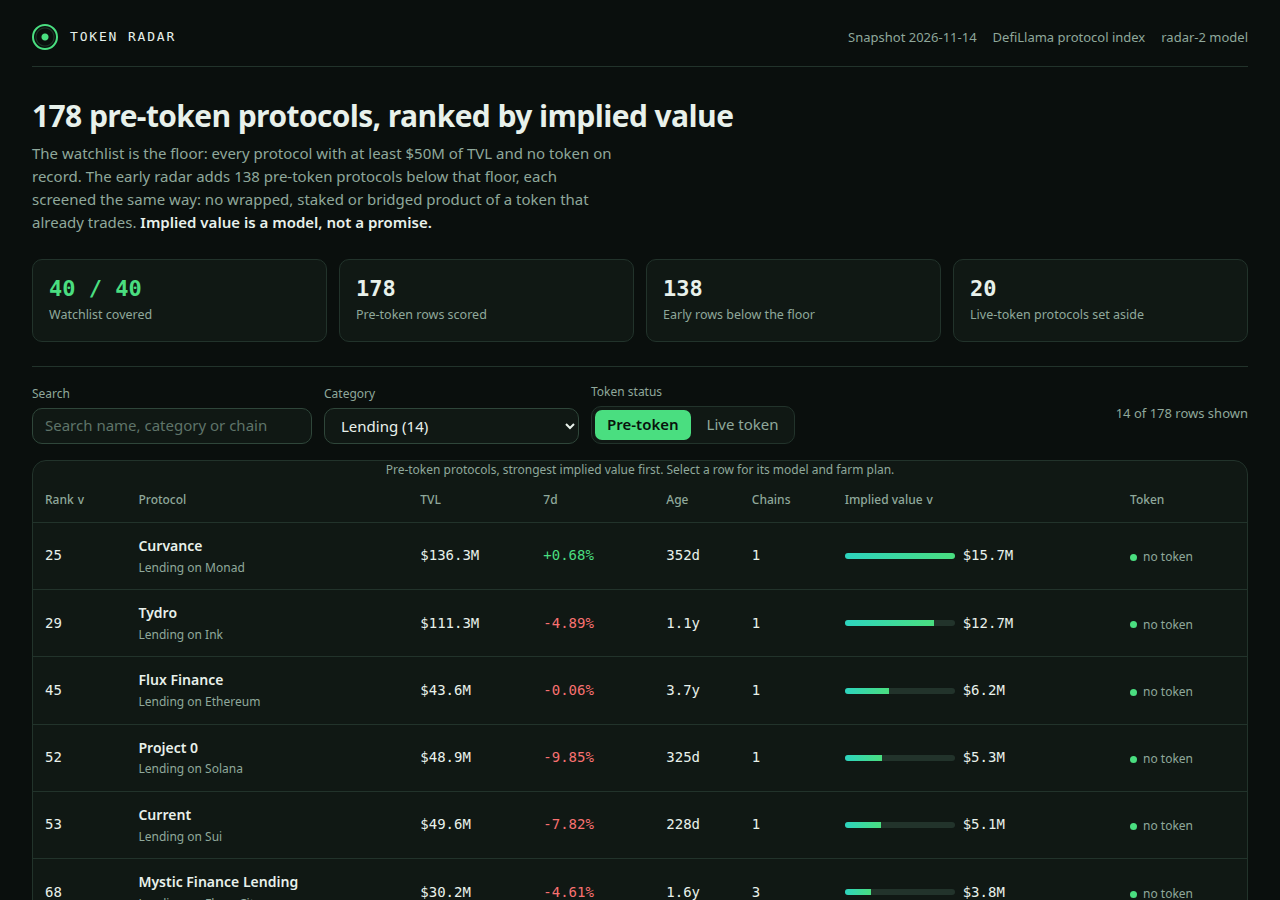 TOKEN RADAR
Snapshot 2026-11-14 DefiLlama protocol index radar-2 model
178 pre-token protocols, ranked by implied value
The watchlist is the floor: every protocol with at least $50M of TVL and no token on
record. The early radar adds 138 pre-token protocols below that floor, each
screened the same way: no wrapped, staked or bridged product of a token that
already trades. Implied value is a model, not a promise.
40 / 40
Watchlist covered
178
Pre-token rows scored
138
Early rows below the floor
20
Live-token protocols set aside
Search
Search name, category or chain
Category
Lending (14)
Token status
Pre-token Live token
14 of 178 rows shown
Pre-token protocols, strongest implied value first. Select a row for its model and farm plan.
Rank v Protocol TVL 7d Age Chains Implied value v Token
25 Curvance $136.3M +0.68% 352d 1 $15.7M no token
Lending on Monad
29 Tydro $111.3M -4.89% 1.1y 1 $12.7M no token
Lending on Ink
45 Flux Finance $43.6M -0.06% 3.7y 1 $6.2M no token
Lending on Ethereum
52 Project 0 $48.9M -9.85% 325d 1 $5.3M no token
Lending on Solana
53 Current $49.6M -7.82% 228d 1 $5.1M no token
Lending on Sui
68 Mystic Finance Lending $30.2M -4.61% 1.6y 3 $3.8M no token